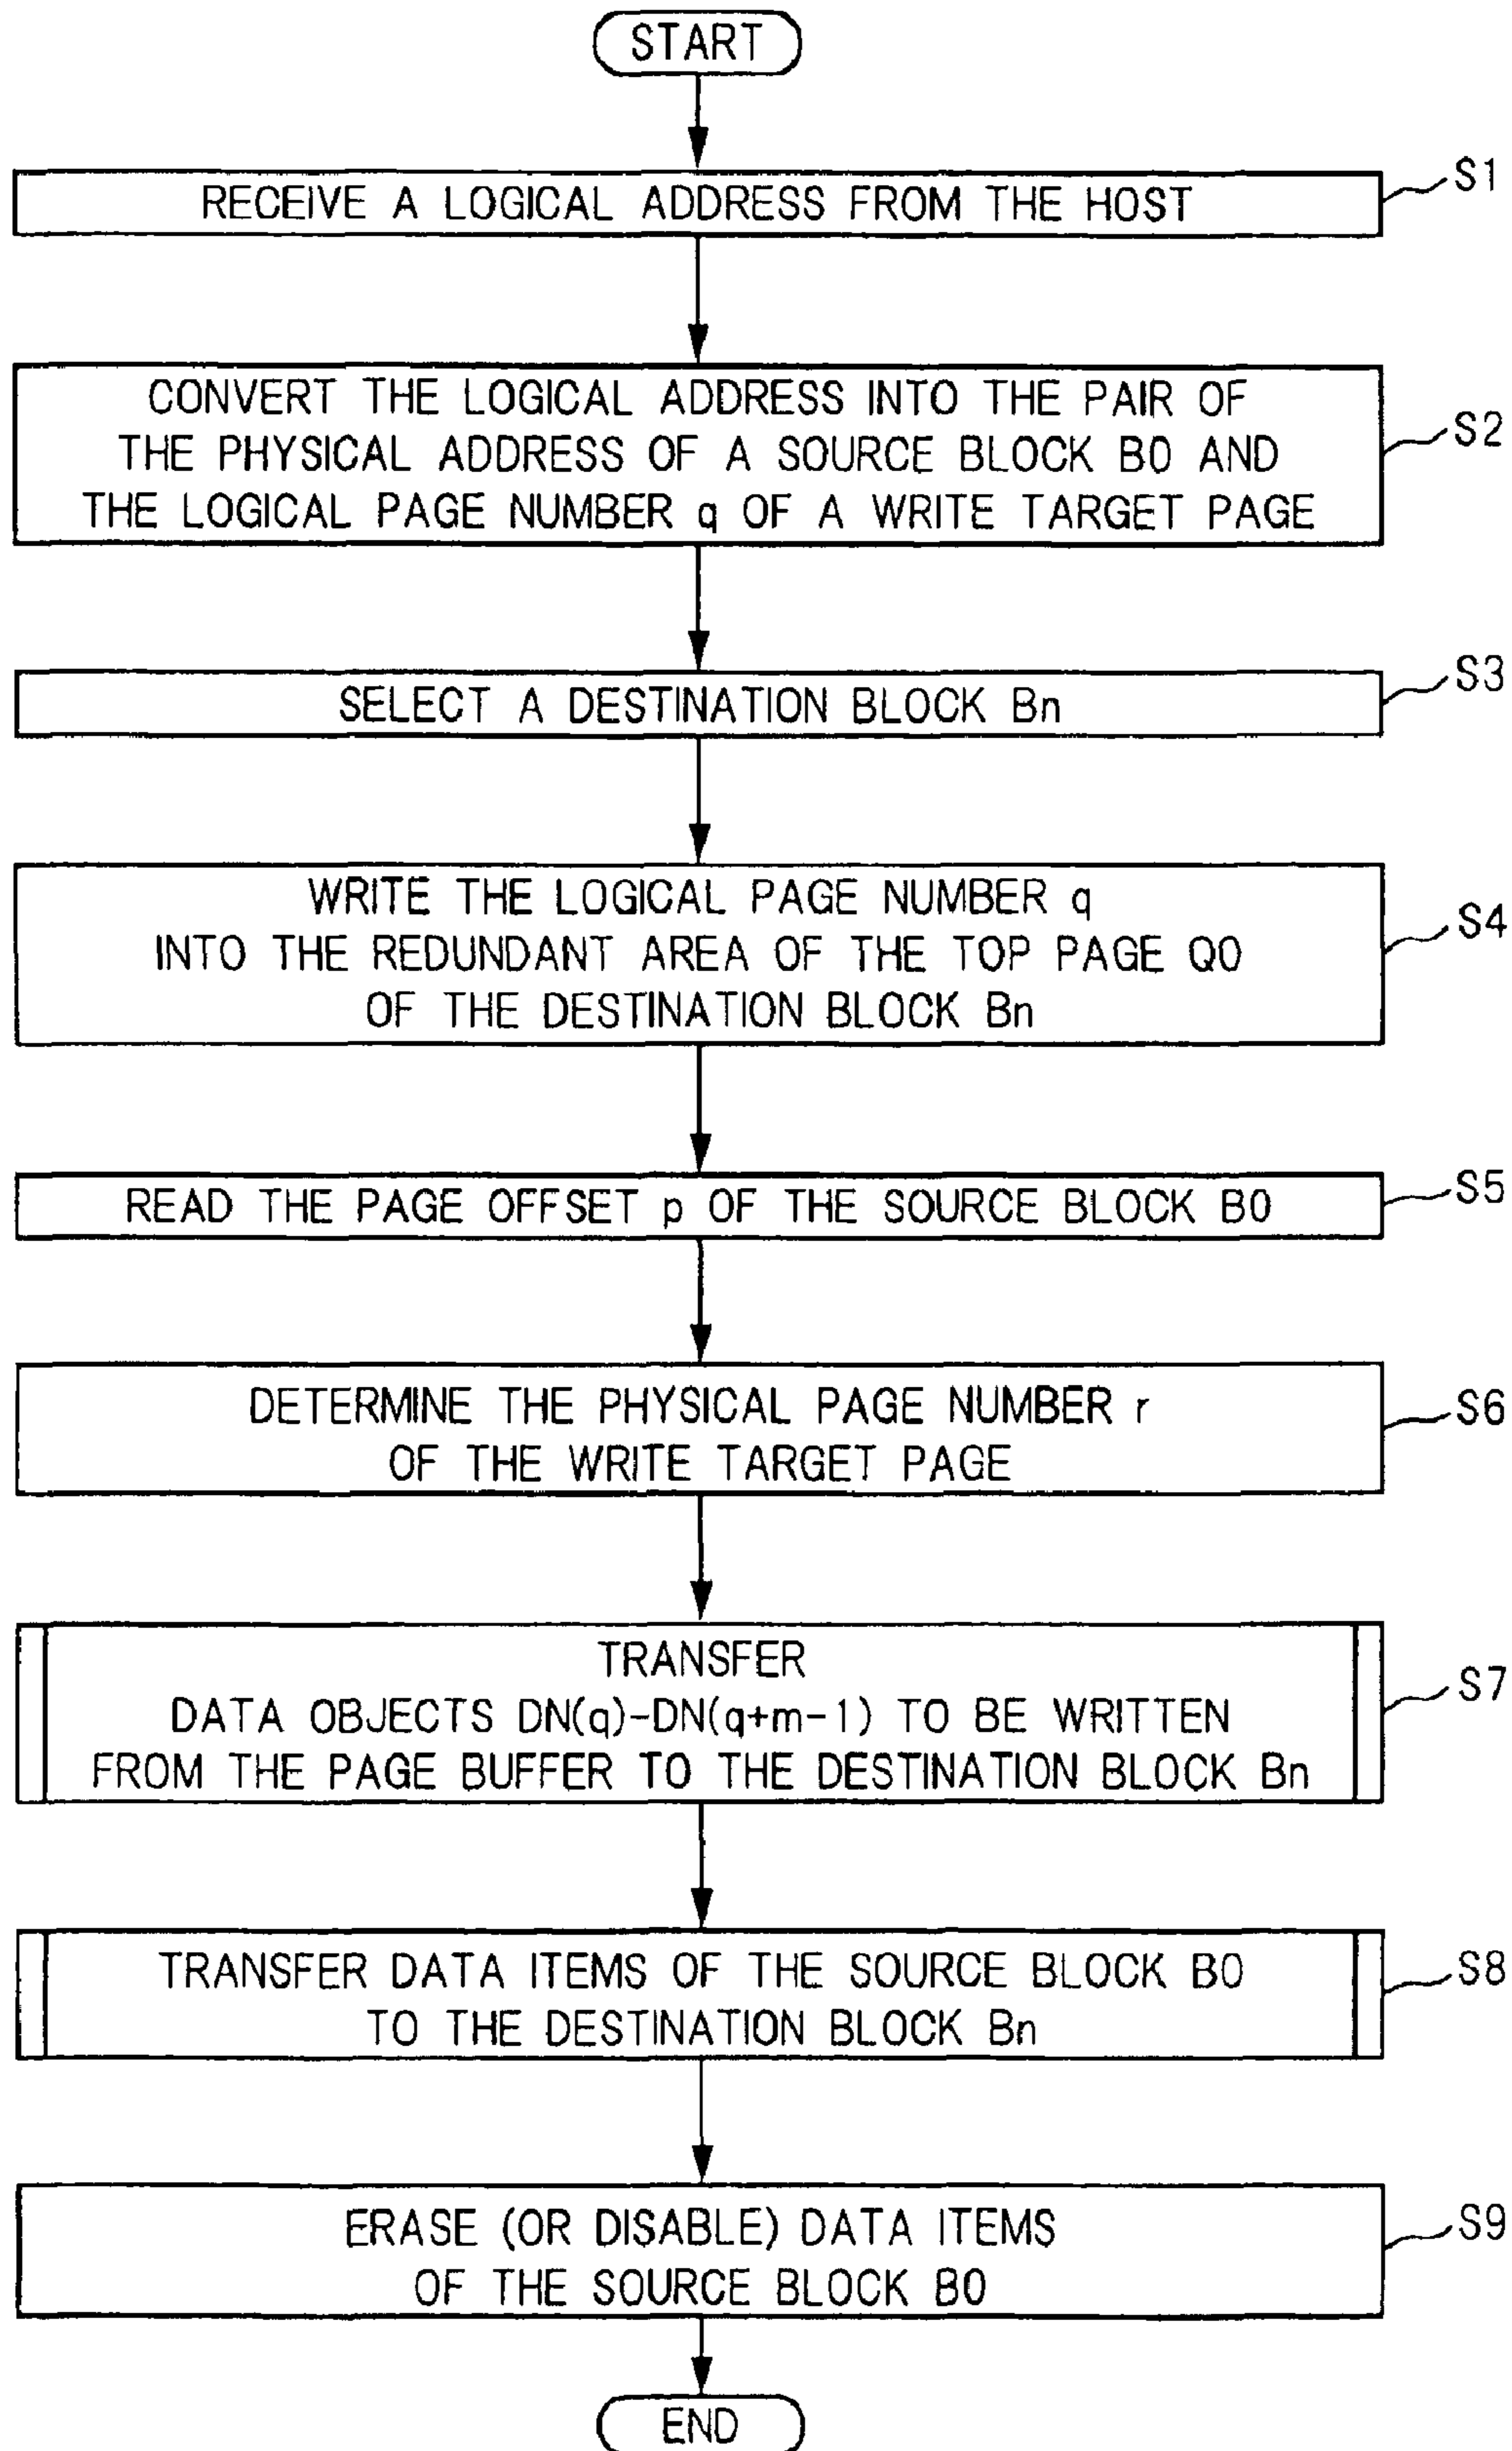 START
RECEIVE A LOGICAL ADDRESS FROM THE HOST
S1
CONVERT THE LOGICAL ADDRESS INTO THE PAIR OF
THE PHYSICAL ADDRESS OF A SOURCE BLOCK B0 AND
THE LOGICAL PAGE NUMBER q OF A WRITE TARGET PAGE
S2
SELECT A DESTINATION BLOCK Bn
S3
WRITE THE LOGICAL PAGE NUMBER q
INTO THE REDUNDANT AREA OF THE TOP PAGE Q0
OF THE DESTINATION BLOCK Bn
S4
READ THE PAGE OFFSET p OF THE SOURCE BLOCK B0
S5
DETERMINE THE PHYSICAL PAGE NUMBER r
OF THE WRITE TARGET PAGE
S6
TRANSFER
DATA OBJECTS DN(q)-DN(q+m-1) TO BE WRITTEN
FROM THE PAGE BUFFER TO THE DESTINATION BLOCK Bn
S7
TRANSFER DATA ITEMS OF THE SOURCE BLOCK B0
TO THE DESTINATION BLOCK Bn
S8
ERASE (OR DISABLE) DATA ITEMS
OF THE SOURCE BLOCK B0
S9
END